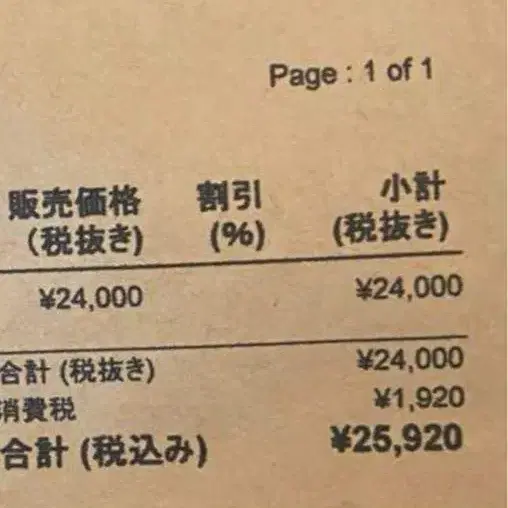 Page : 1 of 1
販売価格 割引 小計
(税抜き) (%) (税抜き)
¥24,000 ¥24,000
合計 (税抜き) ¥24,000
消費税 ¥1,920
合計 (税込み) ¥25,920